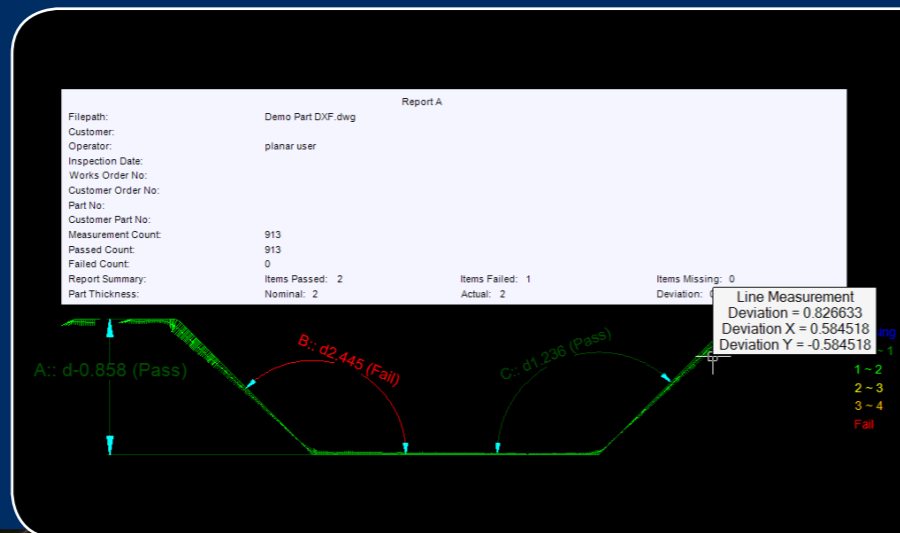 Report A
Filepath: Demo Part DXF.dwg
Customer:
Operator: planar user
Inspection Date:
Works Order No:
Customer Order No:
Part No:
Customer Part No:
Measurement Count: 913
Passed Count: 913
Failed Count: 0
Report Summary: Items Passed: 2 Items Failed: 1 Items Missing: 0
Part Thickness: Nominal: 2 Actual: 2 Deviation:
Line Measurement
Deviation = 0.826633
Deviation X = 0.584518
Deviation Y = -0.584518
A:: d-0.858 (Pass)
B:: d2.445 (Fail)
C:: d1.236 (Pass)
1 ~ 2
2 ~ 3
3 ~ 4
Fail